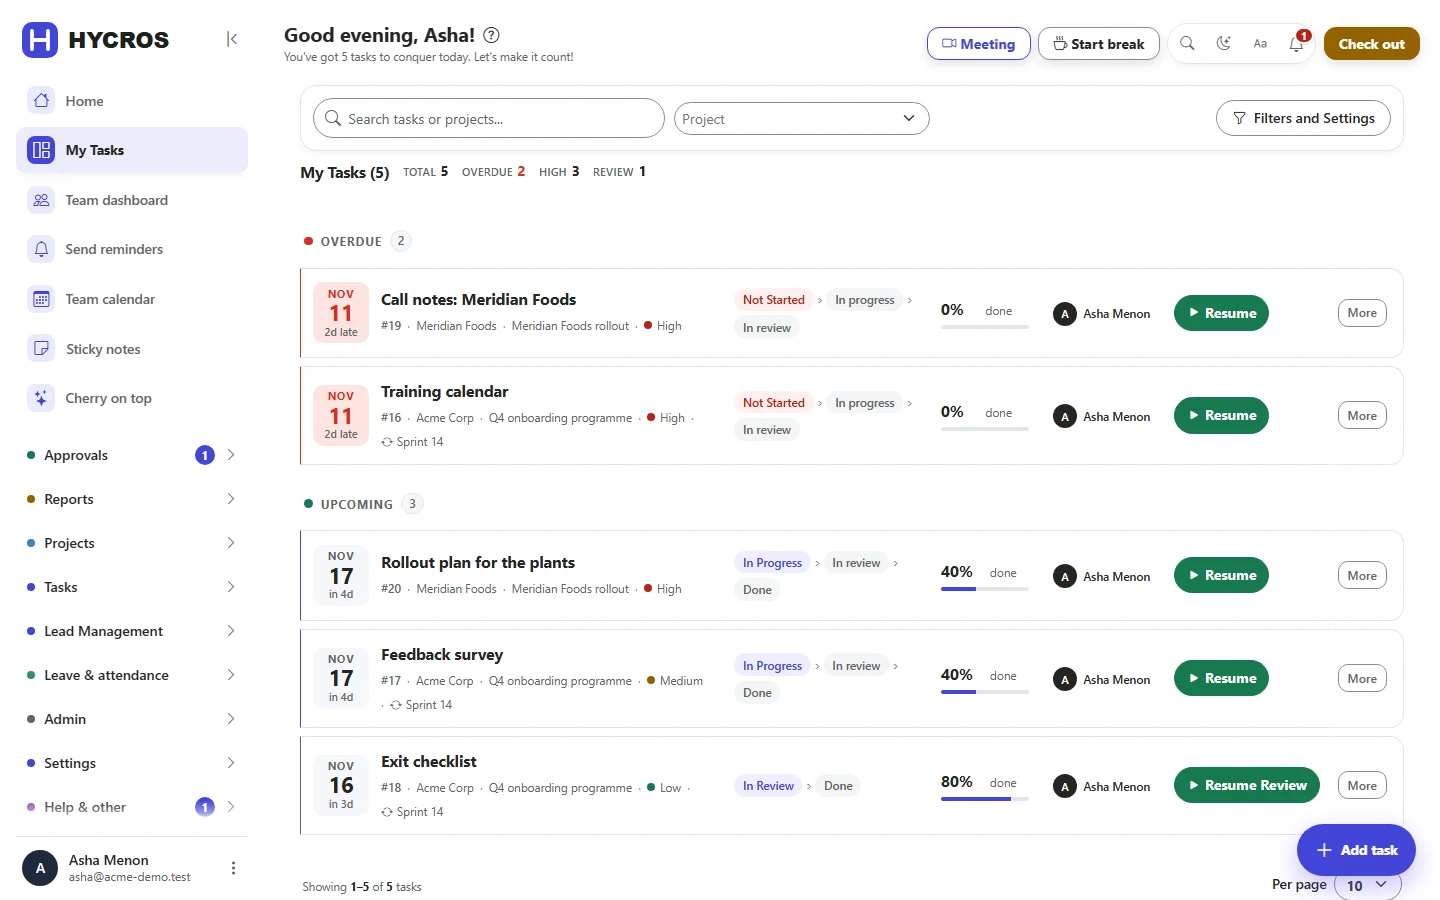 HYCROS
Home
My Tasks
Team dashboard
Send reminders
Team calendar
Sticky notes
Cherry on top
Approvals 1
Reports
Projects
Tasks
Lead Management
Leave & attendance
Admin
Settings
Help & other 1
A Asha Menon
asha@acme-demo.test
Good evening, Asha! ?
You've got 5 tasks to conquer today. Let's make it count!
Meeting Start break Aa 1 Check out
Search tasks or projects... Project Filters and Settings
My Tasks (5) TOTAL 5 OVERDUE 2 HIGH 3 REVIEW 1
OVERDUE 2
NOV
11
2d late
Call notes: Meridian Foods
#19 · Meridian Foods · Meridian Foods rollout · High
Not Started › In progress ›
In review
0% done
A Asha Menon
Resume
More
NOV
11
2d late
Training calendar
#16 · Acme Corp · Q4 onboarding programme · High ·
Sprint 14
Not Started › In progress ›
In review
0% done
A Asha Menon
Resume
More
UPCOMING 3
NOV
17
in 4d
Rollout plan for the plants
#20 · Meridian Foods · Meridian Foods rollout · High
In Progress › In review ›
Done
40% done
A Asha Menon
Resume
More
NOV
17
in 4d
Feedback survey
#17 · Acme Corp · Q4 onboarding programme · Medium
· Sprint 14
In Progress › In review ›
Done
40% done
A Asha Menon
Resume
More
NOV
16
in 3d
Exit checklist
#18 · Acme Corp · Q4 onboarding programme · Low ·
Sprint 14
In Review › Done
80% done
A Asha Menon
Resume Review
More
+ Add task
Showing 1–5 of 5 tasks
Per page 10